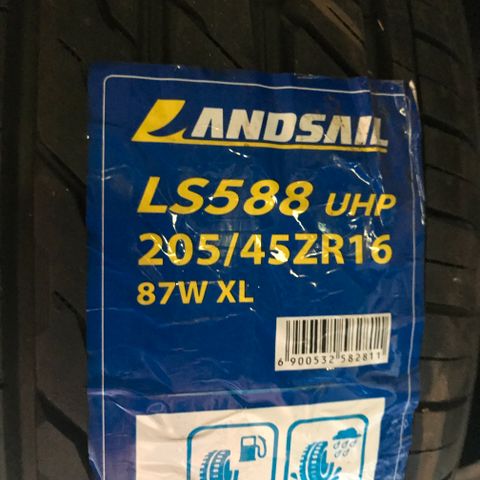 LANDSAIL
LS588 UHP
205/45ZR16
87W XL
6 900532 582811